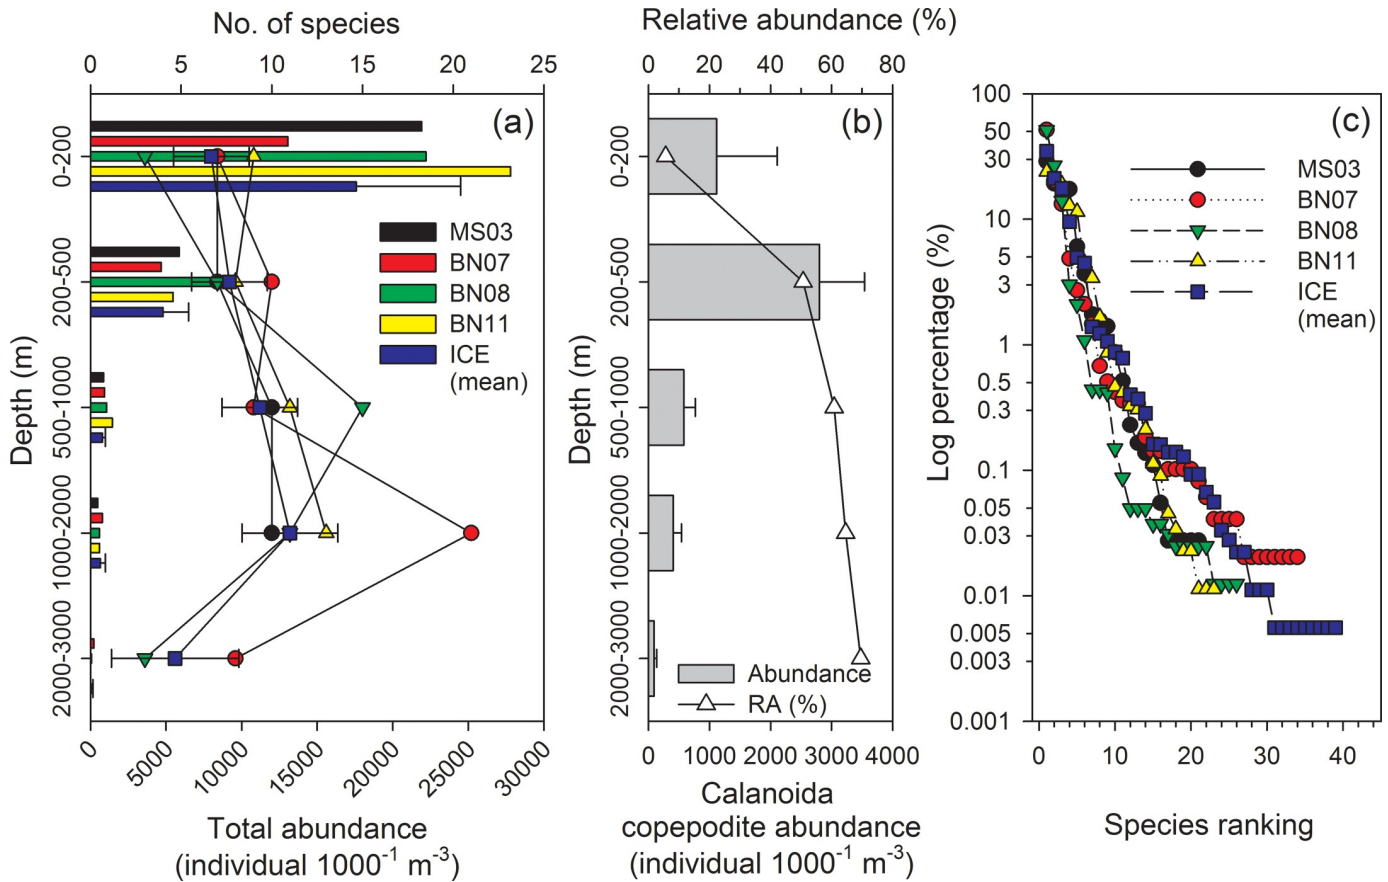 No. of species
0 5 10 15 20 25
(a)
0-200
200-500
500-1000
1000-2000
2000-3000
Depth (m)
MS03
BN07
BN08
BN11
ICE
(mean)
0 5000 10000 15000 20000 25000 30000
Total abundance
(individual 1000⁻¹ m⁻³)
Relative abundance (%)
0 20 40 60 80
(b)
0-200
200-500
500-1000
1000-2000
2000-3000
Depth (m)
Abundance
RA (%)
0 1000 2000 3000 4000
Calanoida
copepodite abundance
(individual 1000⁻¹ m⁻³)
(c)
100
50
30
10
5
3
1
0.5
0.3
0.1
0.05
0.03
0.01
0.005
0.003
0.001
Log percentage (%)
MS03
BN07
BN08
BN11
ICE
(mean)
0 10 20 30 40
Species ranking